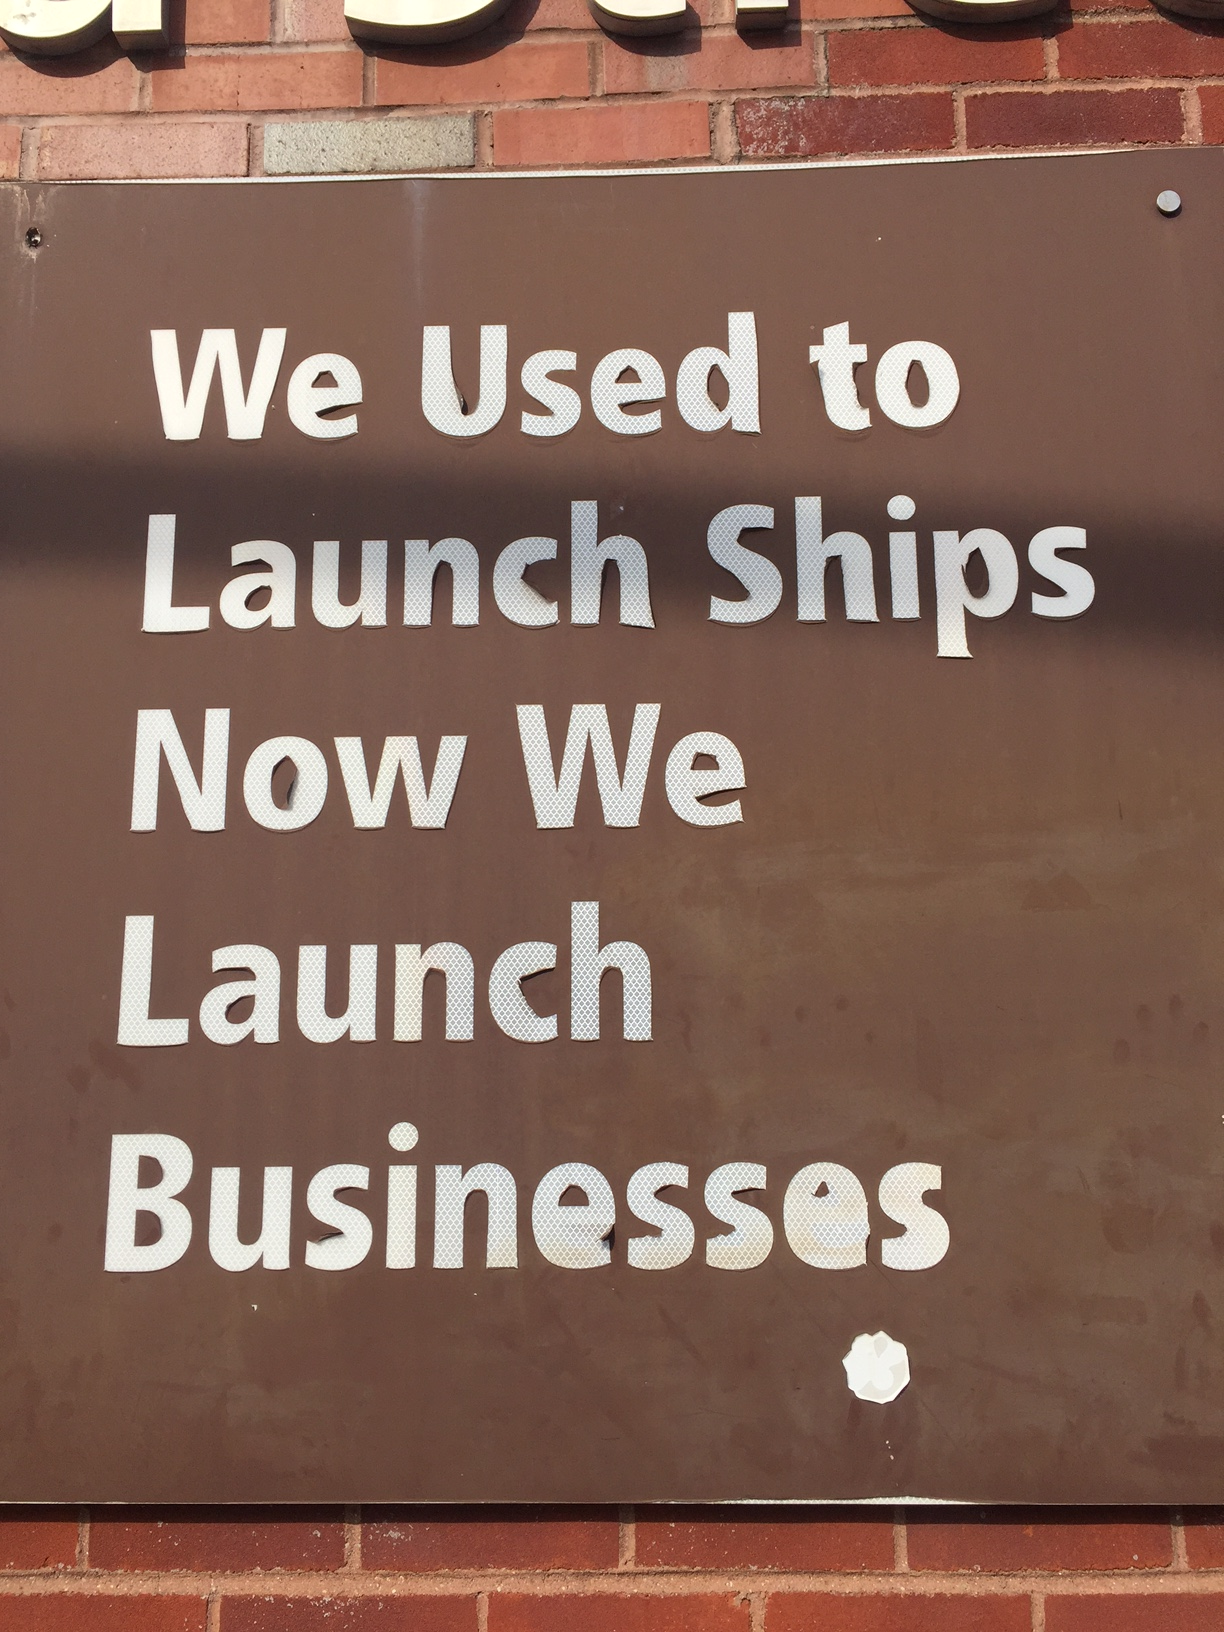 We Used to
Launch Ships
Now We
Launch
Businesses